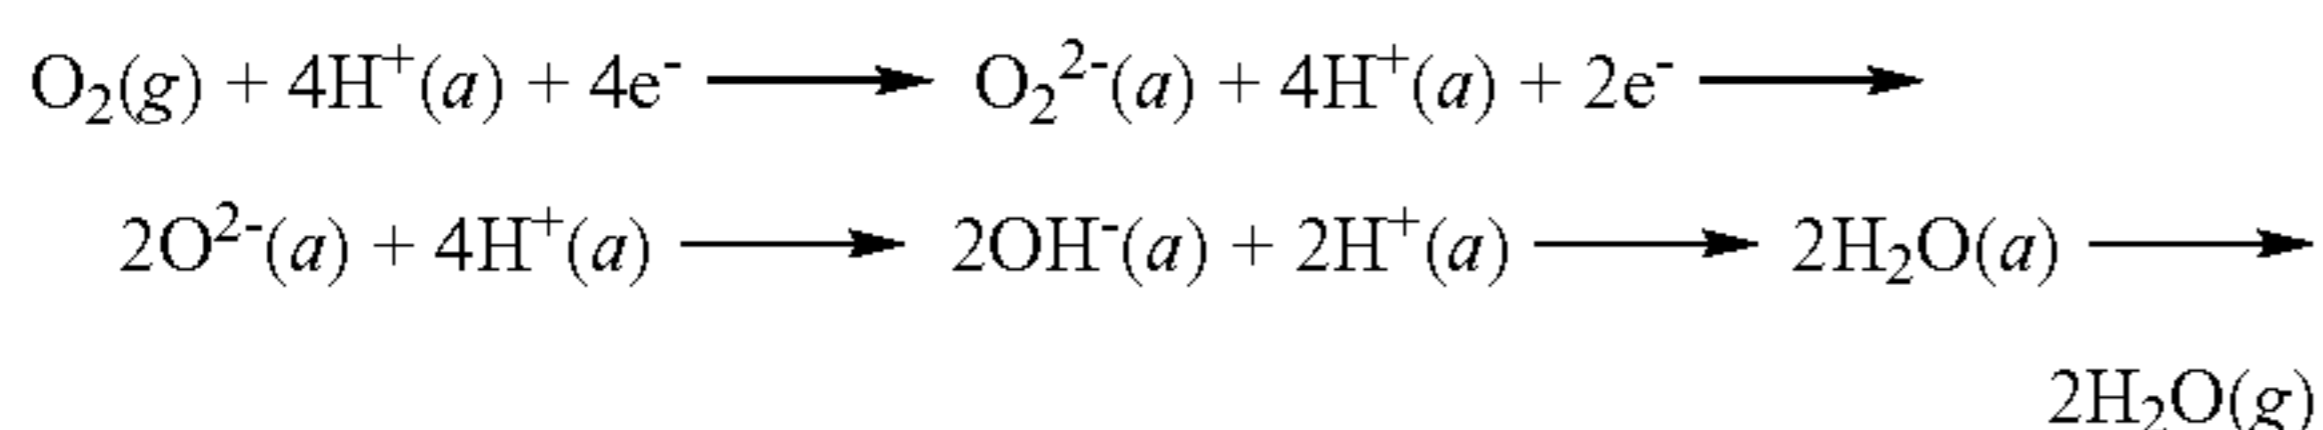 O₂(g) + 4H⁺(a) + 4e⁻ ⟶ O₂²⁻(a) + 4H⁺(a) + 2e⁻ ⟶
2O²⁻(a) + 4H⁺(a) ⟶ 2OH⁻(a) + 2H⁺(a) ⟶ 2H₂O(a) ⟶
2H₂O(g)